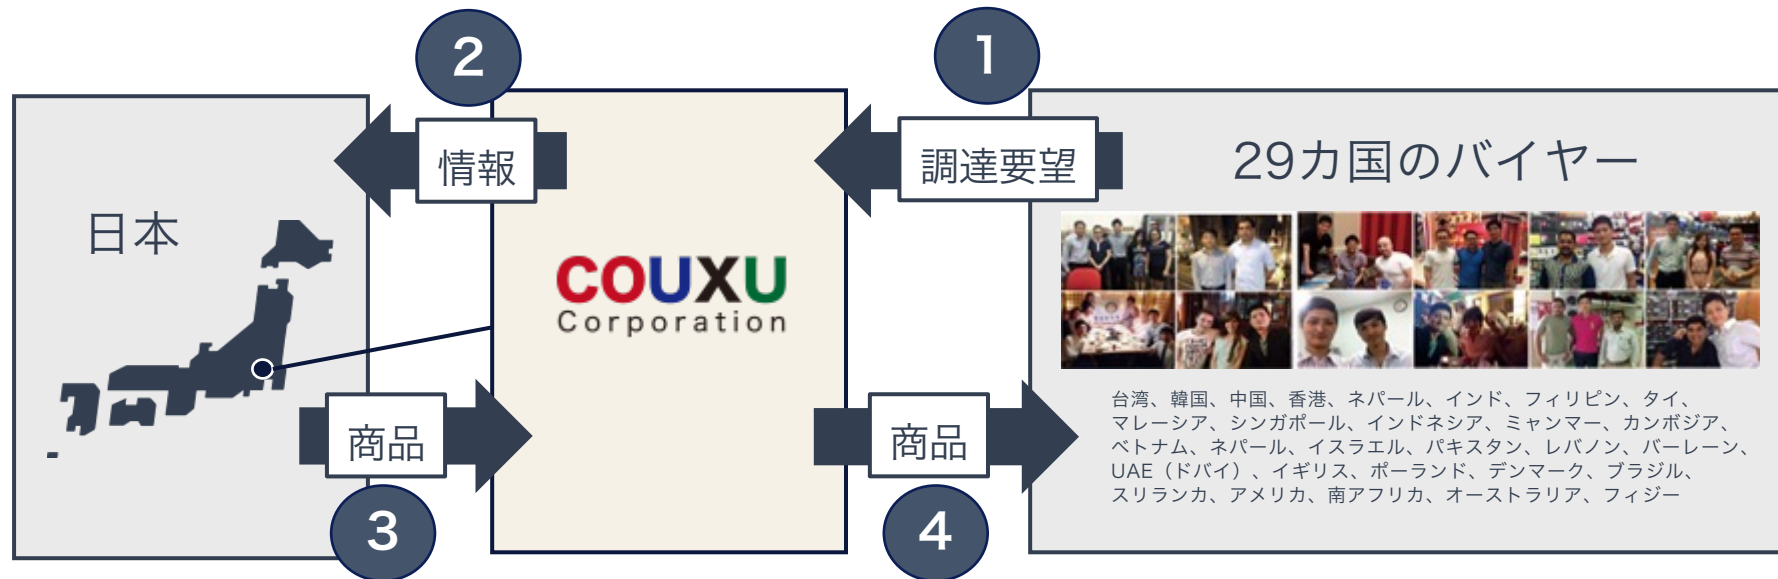 2
1
情報
調達要望
29カ国のバイヤー
日本
COUXU
Corporation
台湾、韓国、中国、香港、ネパール、インド、フィリピン、タイ、
マレーシア、シンガポール、インドネシア、ミャンマー、カンボジア、
ベトナム、ネパール、イスラエル、パキスタン、レバノン、バーレーン、
UAE（ドバイ）、イギリス、ポーランド、デンマーク、ブラジル、
スリランカ、アメリカ、南アフリカ、オーストラリア、フィジー
商品
商品
3
4